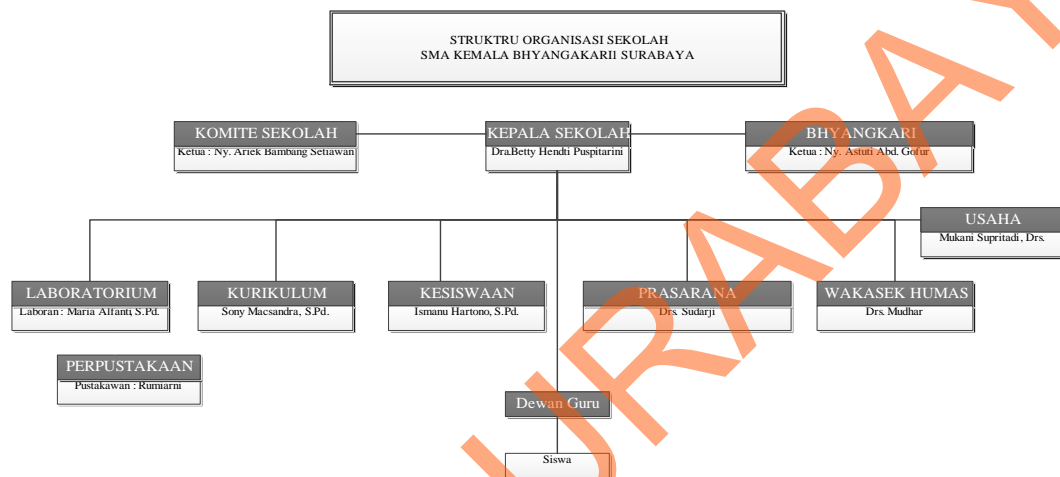 STRUKTRU ORGANISASI SEKOLAH
SMA KEMALA BHYANGAKARII SURABAYA
KOMITE SEKOLAH
Ketua : Ny. Ariek Bambang Setiawan
KEPALA SEKOLAH
Dra.Betty Hendti Puspitarini
BHYANGKARI
Ketua : Ny. Astuti Abd. Gofur
USAHA
Mukani Supritadi, Drs.
LABORATORIUM
Laboran : Maria Alfanti, S.Pd.
KURIKULUM
Sony Macsandra, S.Pd.
KESISWAAN
Ismanu Hartono, S.Pd.
PRASARANA
Drs. Sudarji
WAKASEK HUMAS
Drs. Mudhar
PERPUSTAKAAN
Pustakawan : Rumiarni
Dewan Guru
Siswa
URABAY